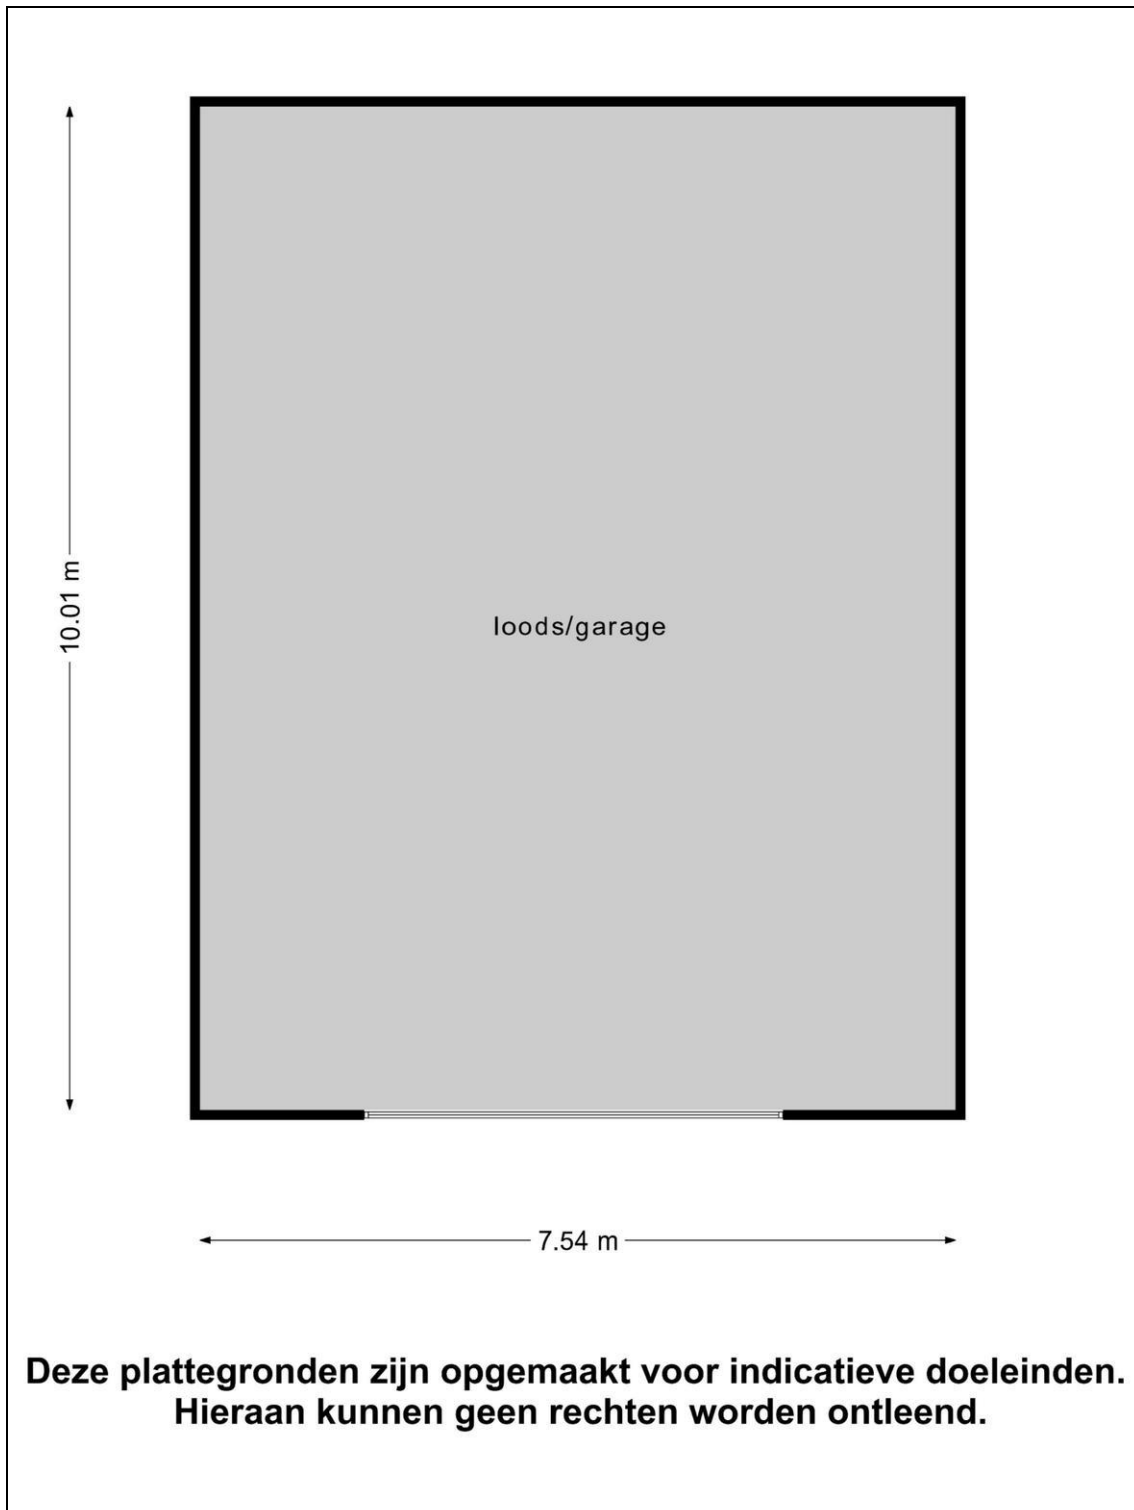 10.01 m
loods/garage
7.54 m
Deze plattegronden zijn opgemaakt voor indicatieve doeleinden.
Hieraan kunnen geen rechten worden ontleend.